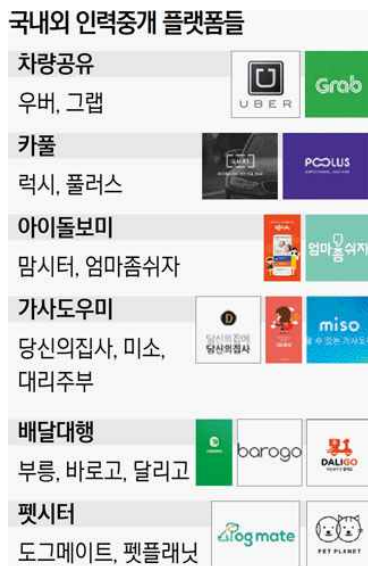 국내외 인력중개 플랫폼들
차량공유
우버, 그랩
UBER
Grab
카풀
럭시, 풀러스
POOLUS
아이돌보미
맘시터, 엄마좀쉬자
엄마좀쉬자
가사도우미
당신의집사, 미소,
대리주부
D
당신의집에
당신의집사
miso
배달대행
부릉, 바로고, 달리고
barogo
DALIGO
펫시터
도그메이트, 펫플래닛
Dogmate
PET PLANET